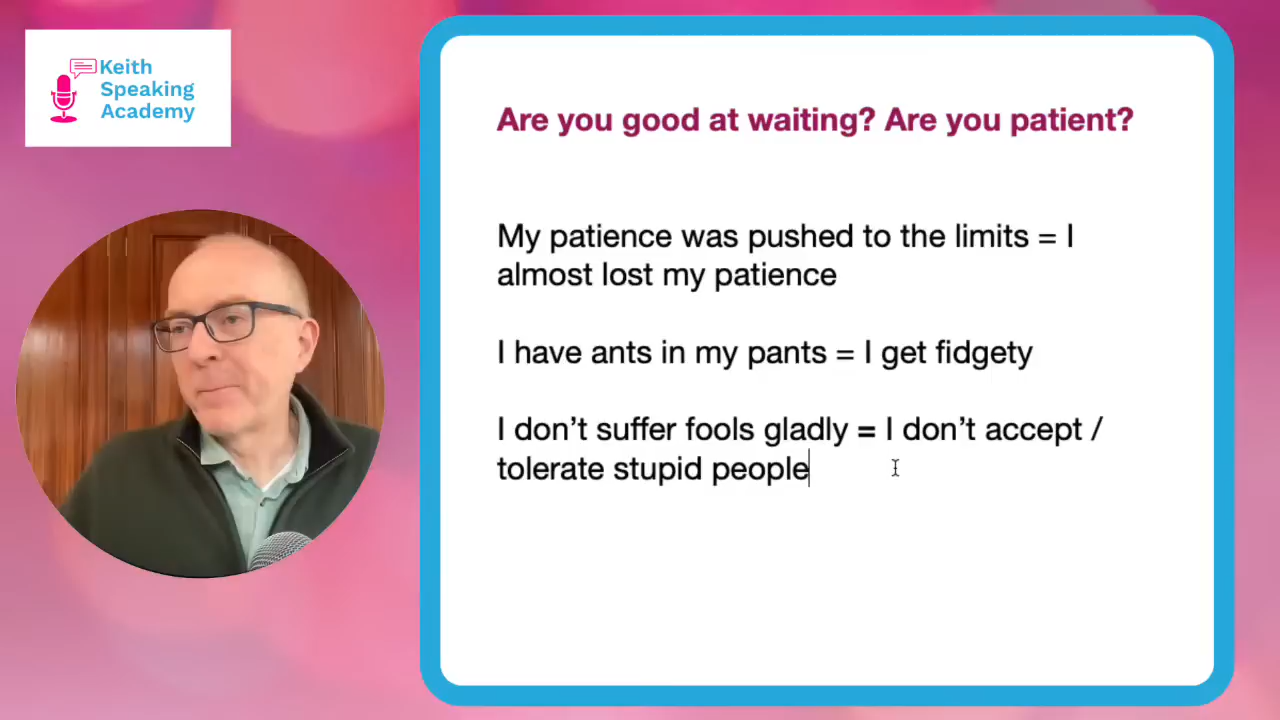 Keith
Speaking
Academy
Are you good at waiting? Are you patient?
My patience was pushed to the limits = I
almost lost my patience
I have ants in my pants = I get fidgety
I don’t suffer fools gladly = I don’t accept /
tolerate stupid people